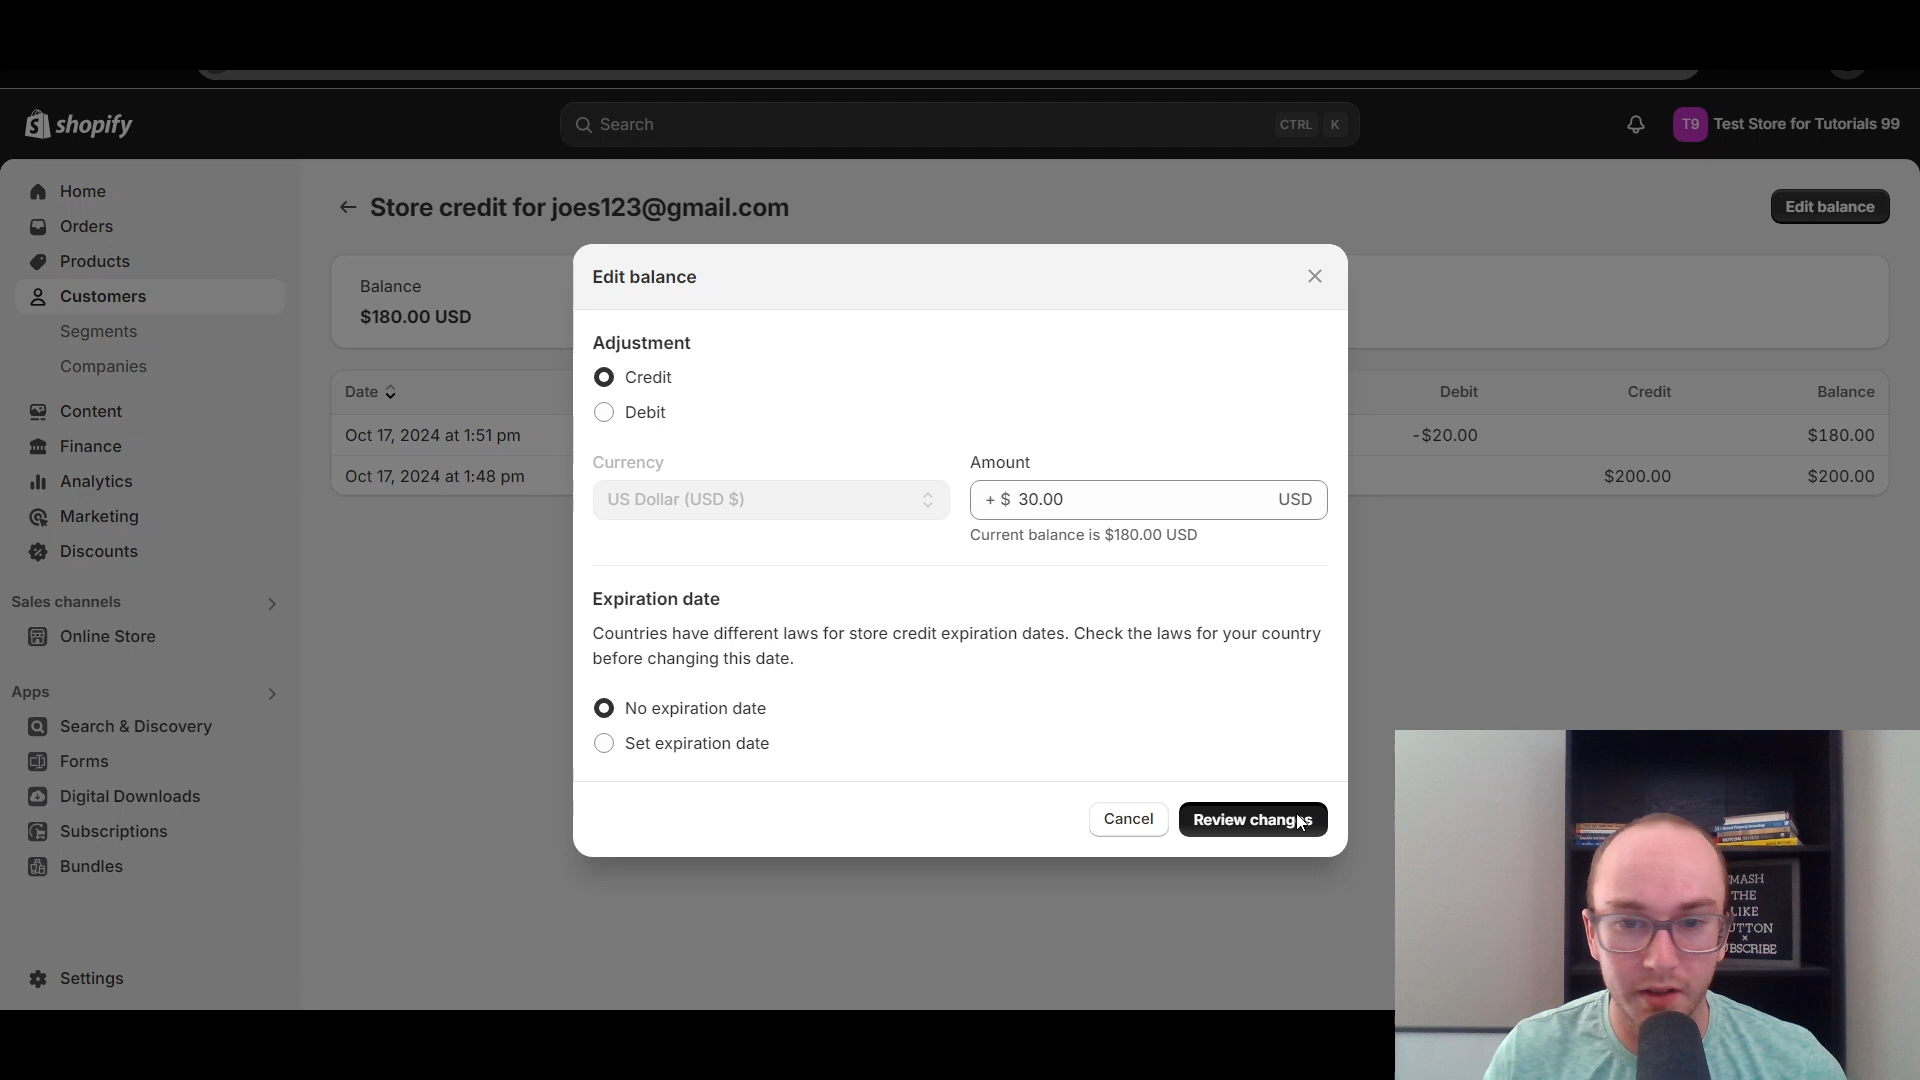 shopify
Search
CTRL K
T9 Test Store for Tutorials 99
Home
Orders
Products
Customers
Segments
Companies
Content
Finance
Analytics
Marketing
Discounts
Sales channels
Online Store
Apps
Search & Discovery
Forms
Digital Downloads
Subscriptions
Bundles
Settings
Store credit for joes123@gmail.com
Edit balance
Balance
$180.00 USD
Date Debit Credit Balance
Oct 17, 2024 at 1:51 pm -$20.00 $180.00
Oct 17, 2024 at 1:48 pm $200.00 $200.00
Edit balance
Adjustment
Credit
Debit
Currency
US Dollar (USD $)
Amount
+ $ 30.00 USD
Current balance is $180.00 USD
Expiration date
Countries have different laws for store credit expiration dates. Check the laws for your country
before changing this date.
No expiration date
Set expiration date
Cancel
Review changes
MASH
THE
LIKE
UTTON
×
UBSCRIBE